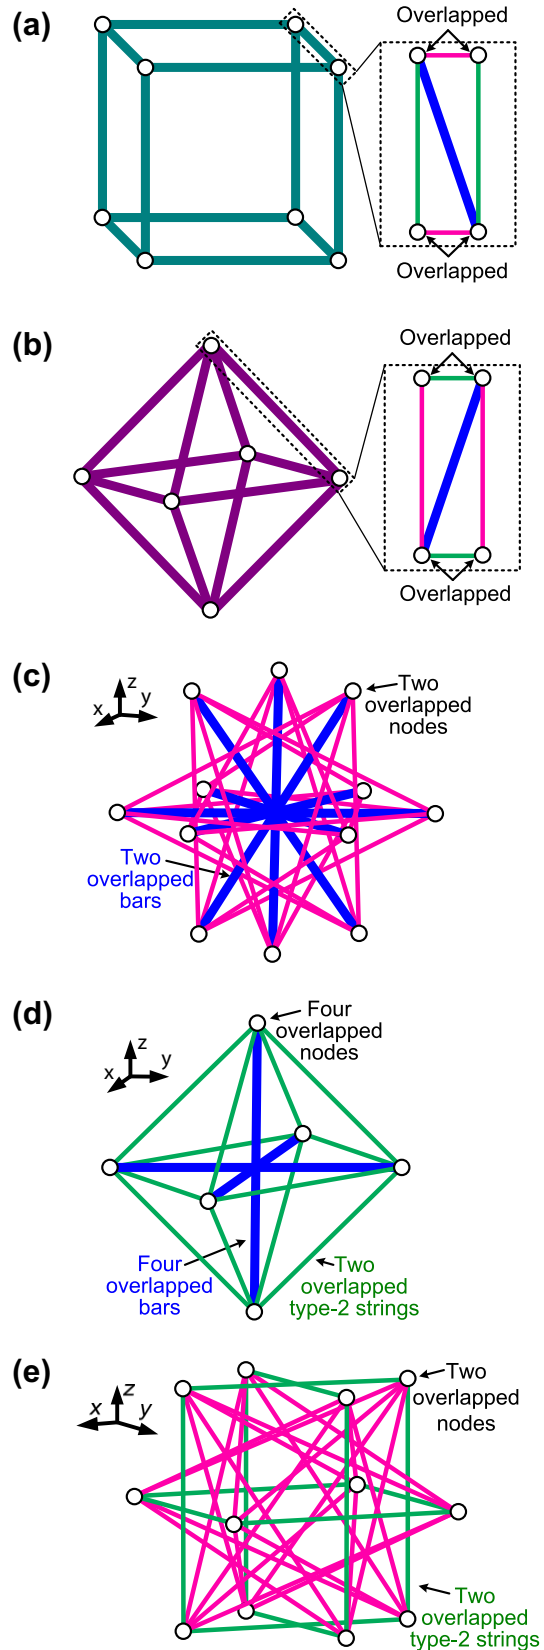 (a)
Overlapped
Overlapped
(b)
Overlapped
Overlapped
(c)
z
y
x
Two
overlapped
nodes
Two
overlapped
bars
(d)
z
x
y
Four
overlapped
nodes
Four
overlapped
bars
Two
overlapped
type-2 strings
(e)
z
x
y
Two
overlapped
nodes
Two
overlapped
type-2 strings